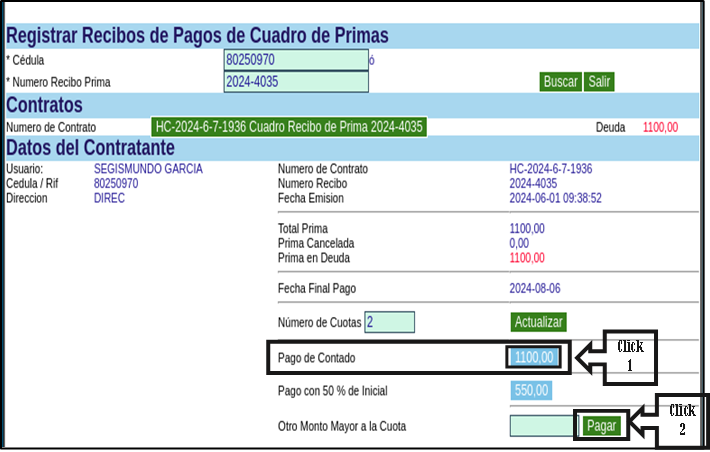 Registrar Recibos de Pagos de Cuadro de Primas
* Cédula 80250970 ó
* Numero Recibo Prima 2024-4035 Buscar Salir
Contratos
Numero de Contrato HC-2024-6-7-1936 Cuadro Recibo de Prima 2024-4035 Deuda 1100,00
Datos del Contratante
Usuario: SEGISMUNDO GARCIA Numero de Contrato HC-2024-6-7-1936
Cedula / Rif 80250970 Numero Recibo 2024-4035
Direccion DIREC Fecha Emision 2024-06-01 09:38:52
Total Prima 1100,00
Prima Cancelada 0,00
Prima en Deuda 1100,00
Fecha Final Pago 2024-08-06
Número de Cuotas 2 Actualizar
Pago de Contado 1100,00 Click
1
Pago con 50 % de Inicial 550,00
Otro Monto Mayor a la Cuota Pagar Click
2